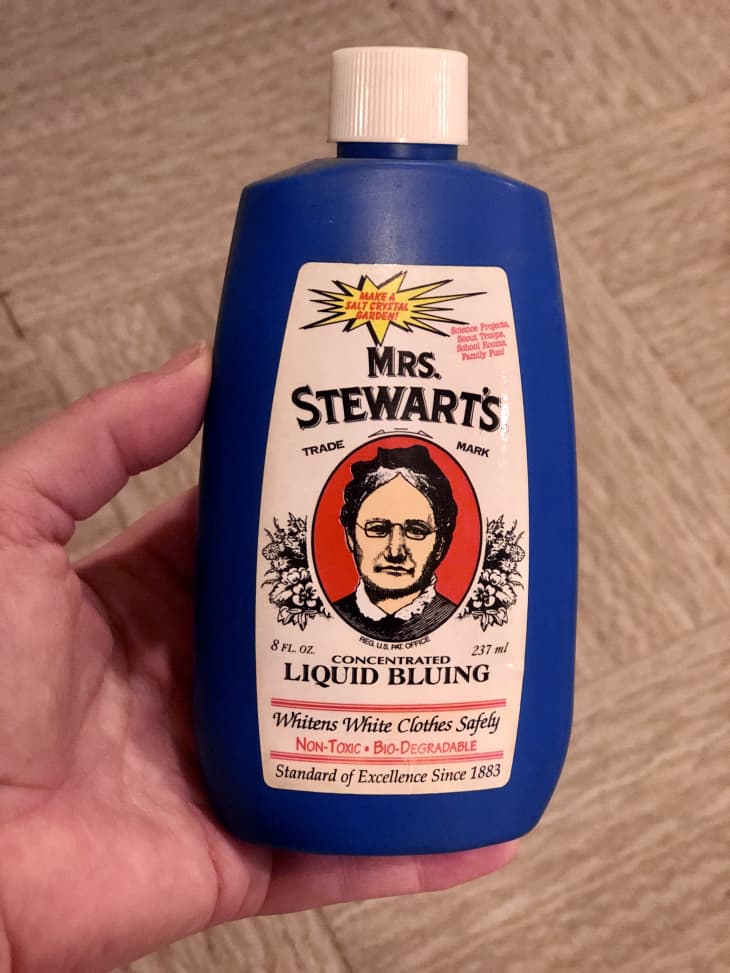 MAKE A
SALT CRYSTAL
GARDEN!
Science Projects,
Scout Troops,
School Rooms,
Family Fun!
MRS.
STEWART'S
TRADE MARK
REG. U.S. PAT. OFFICE
8 FL. OZ. 237 ml
CONCENTRATED
LIQUID BLUING
Whitens White Clothes Safely
NON-TOXIC • BIO-DEGRADABLE
Standard of Excellence Since 1883